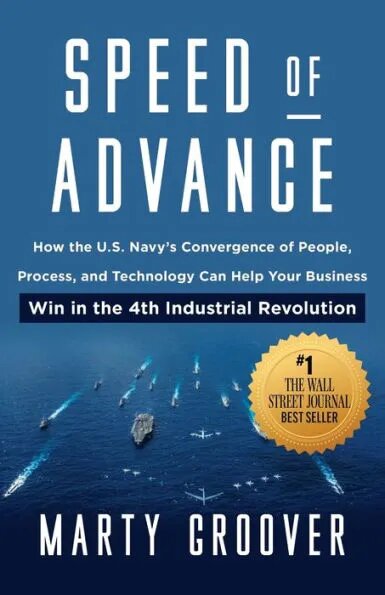 SPEED OF
ADVANCE
How the U.S. Navy's Convergence of People,
Process, and Technology Can Help Your Business
Win in the 4th Industrial Revolution
#1
THE WALL
STREET JOURNAL
BEST SELLER
MARTY GROOVER